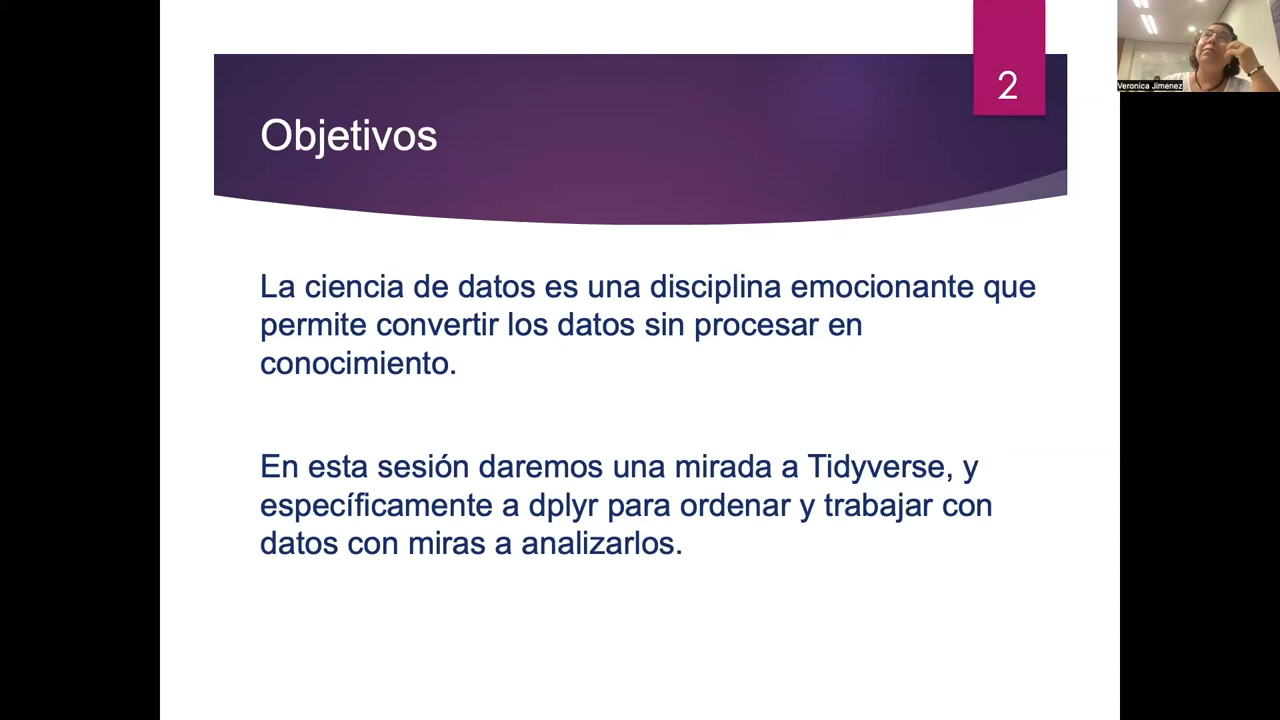 2
Objetivos
La ciencia de datos es una disciplina emocionante que
permite convertir los datos sin procesar en
conocimiento.
En esta sesión daremos una mirada a Tidyverse, y
específicamente a dplyr para ordenar y trabajar con
datos con miras a analizarlos.
Veronica Jimenez